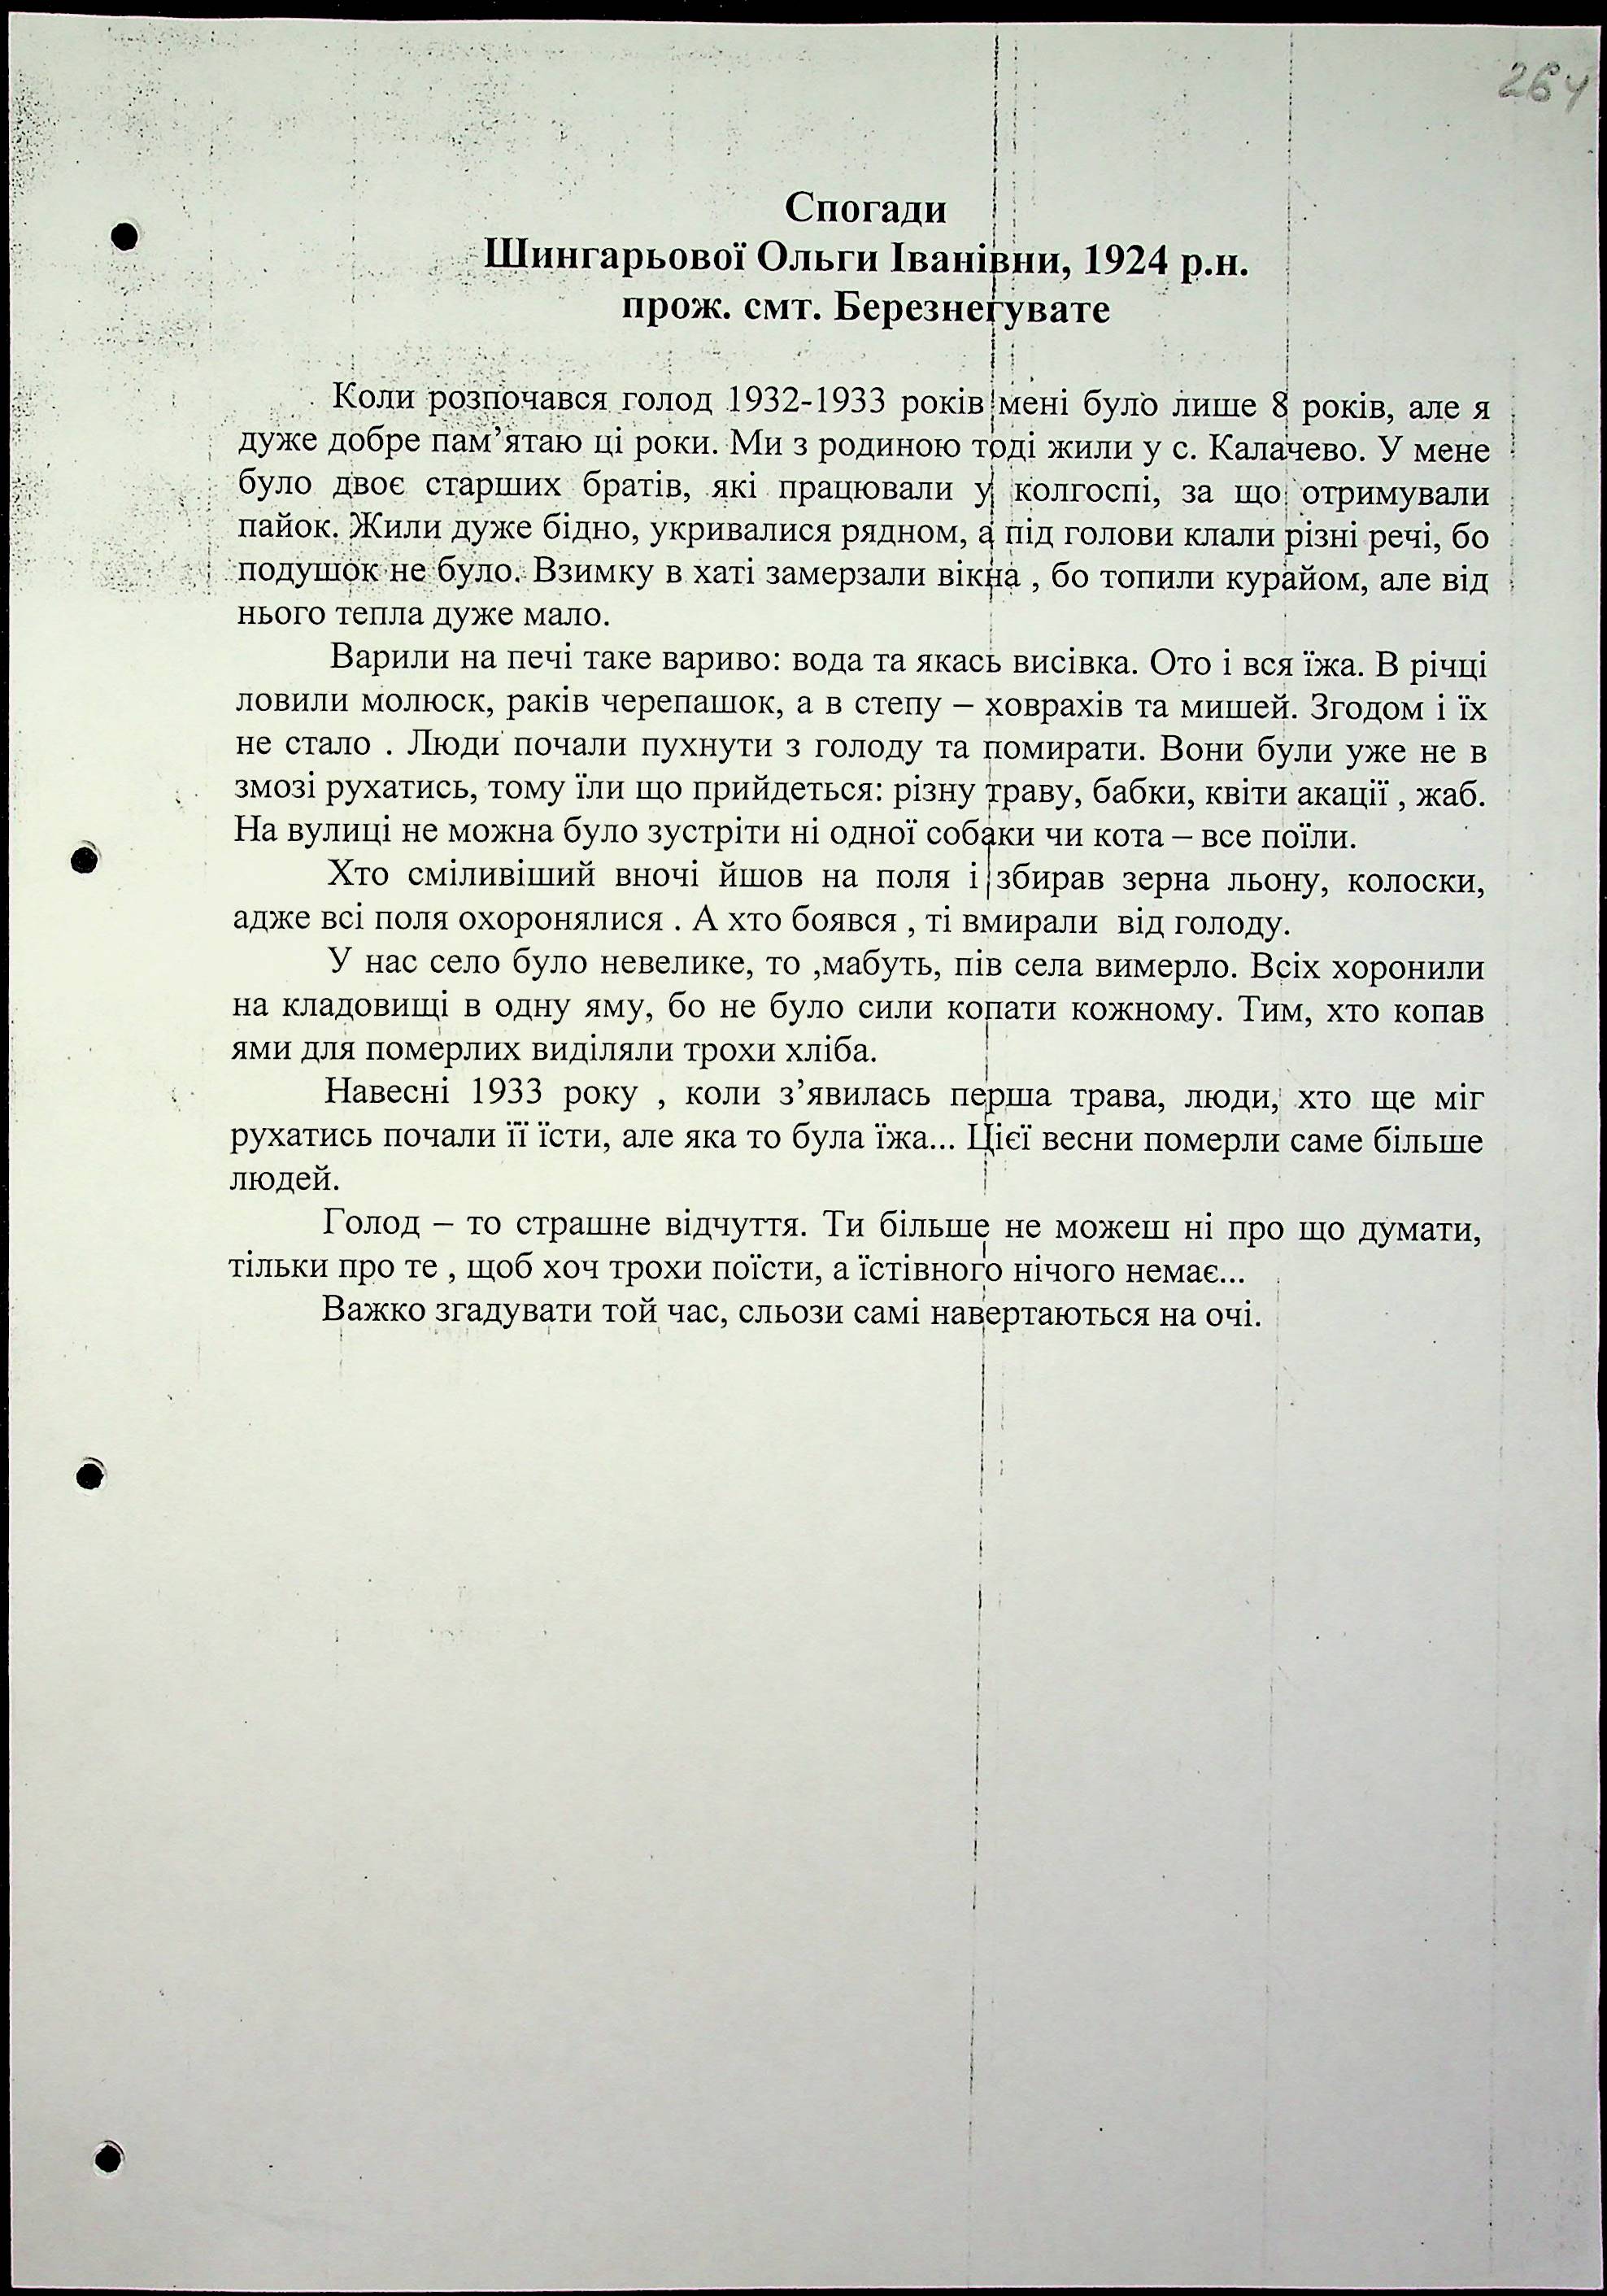 264
Спогади
Шингарьової Ольги Іванівни, 1924 р.н.
прож. смт. Березнегувате
Коли розпочався голод 1932-1933 років мені було лише 8 років, але я
дуже добре пам’ятаю ці роки. Ми з родиною тоді жили у с. Калачево. У мене
було двоє старших братів, які працювали у колгоспі, за що отримували
пайок. Жили дуже бідно, укривалися рядном, а під голови клали різні речі, бо
подушок не було. Взимку в хаті замерзали вікна , бо топили курайом, але від
нього тепла дуже мало.
Варили на печі таке вариво: вода та якась висівка. Ото і вся їжа. В річці
ловили молюск, раків черепашок, а в степу – ховрахів та мишей. Згодом і їх
не стало . Люди почали пухнути з голоду та помирати. Вони були уже не в
змозі рухатись, тому їли що прийдеться: різну траву, бабки, квіти акації , жаб.
На вулиці не можна було зустріти ні одної собаки чи кота – все поїли.
Хто сміливіший вночі йшов на поля і збирав зерна льону, колоски,
адже всі поля охоронялися . А хто боявся , ті вмирали від голоду.
У нас село було невелике, то ,мабуть, пів села вимерло. Всіх хоронили
на кладовищі в одну яму, бо не було сили копати кожному. Тим, хто копав
ями для померлих виділяли трохи хліба.
Навесні 1933 року , коли з’явилась перша трава, люди, хто ще міг
рухатись почали її їсти, але яка то була їжа... Цієї весни померли саме більше
людей.
Голод – то страшне відчуття. Ти більше не можеш ні про що думати,
тільки про те , щоб хоч трохи поїсти, а їстівного нічого немає...
Важко згадувати той час, сльози самі навертаються на очі.